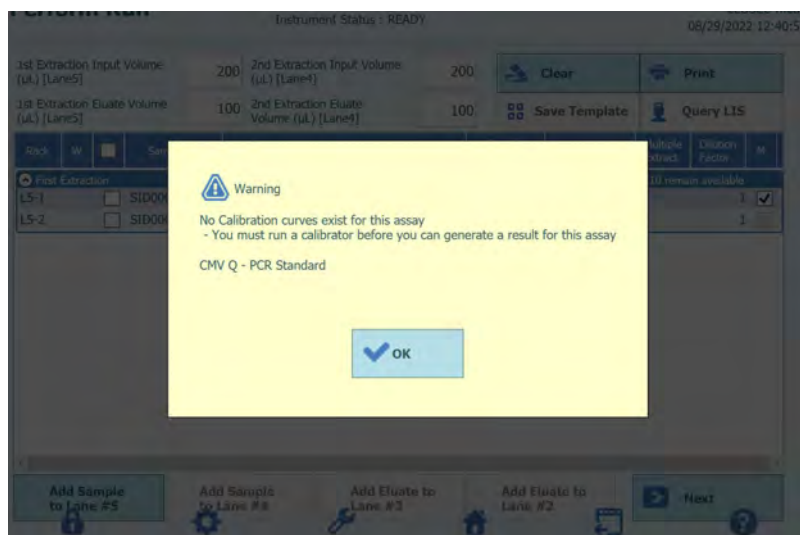 Perform Run
Instrument Status : READY
08/29/2022 12:40:5
1st Extraction Input Volume (uL) [Lane5]
200
2nd Extraction Input Volume (uL) [Lane4]
200
Clear
Print
1st Extraction Eluate Volume (uL) [Lane5]
100
2nd Extraction Eluate Volume (uL) [Lane4]
100
Save Template
Query LIS
Rack
W
Multiple Extract
Dilution Factor
M
First Extraction
10 remain available
L5-1
SID00
1
L5-2
SID00
1
Warning
No Calibration curves exist for this assay
- You must run a calibrator before you can generate a result for this assay
CMV Q - PCR Standard
OK
Add Sample to Lane #5
Add Sample to Lane #4
Add Eluate to Lane #3
Add Eluate to Lane #2
Next